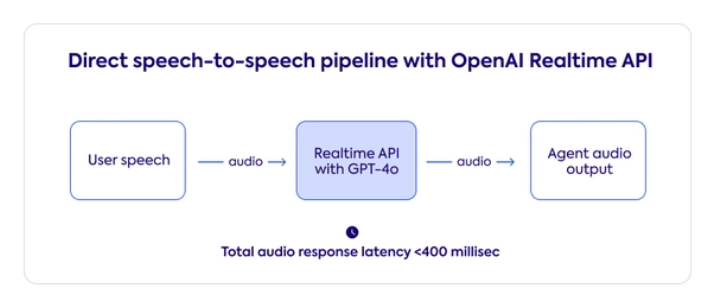 Direct speech-to-speech pipeline with OpenAI Realtime API
User speech
audio
Realtime API
with GPT-4o
audio
Agent audio
output
Total audio response latency <400 millisec